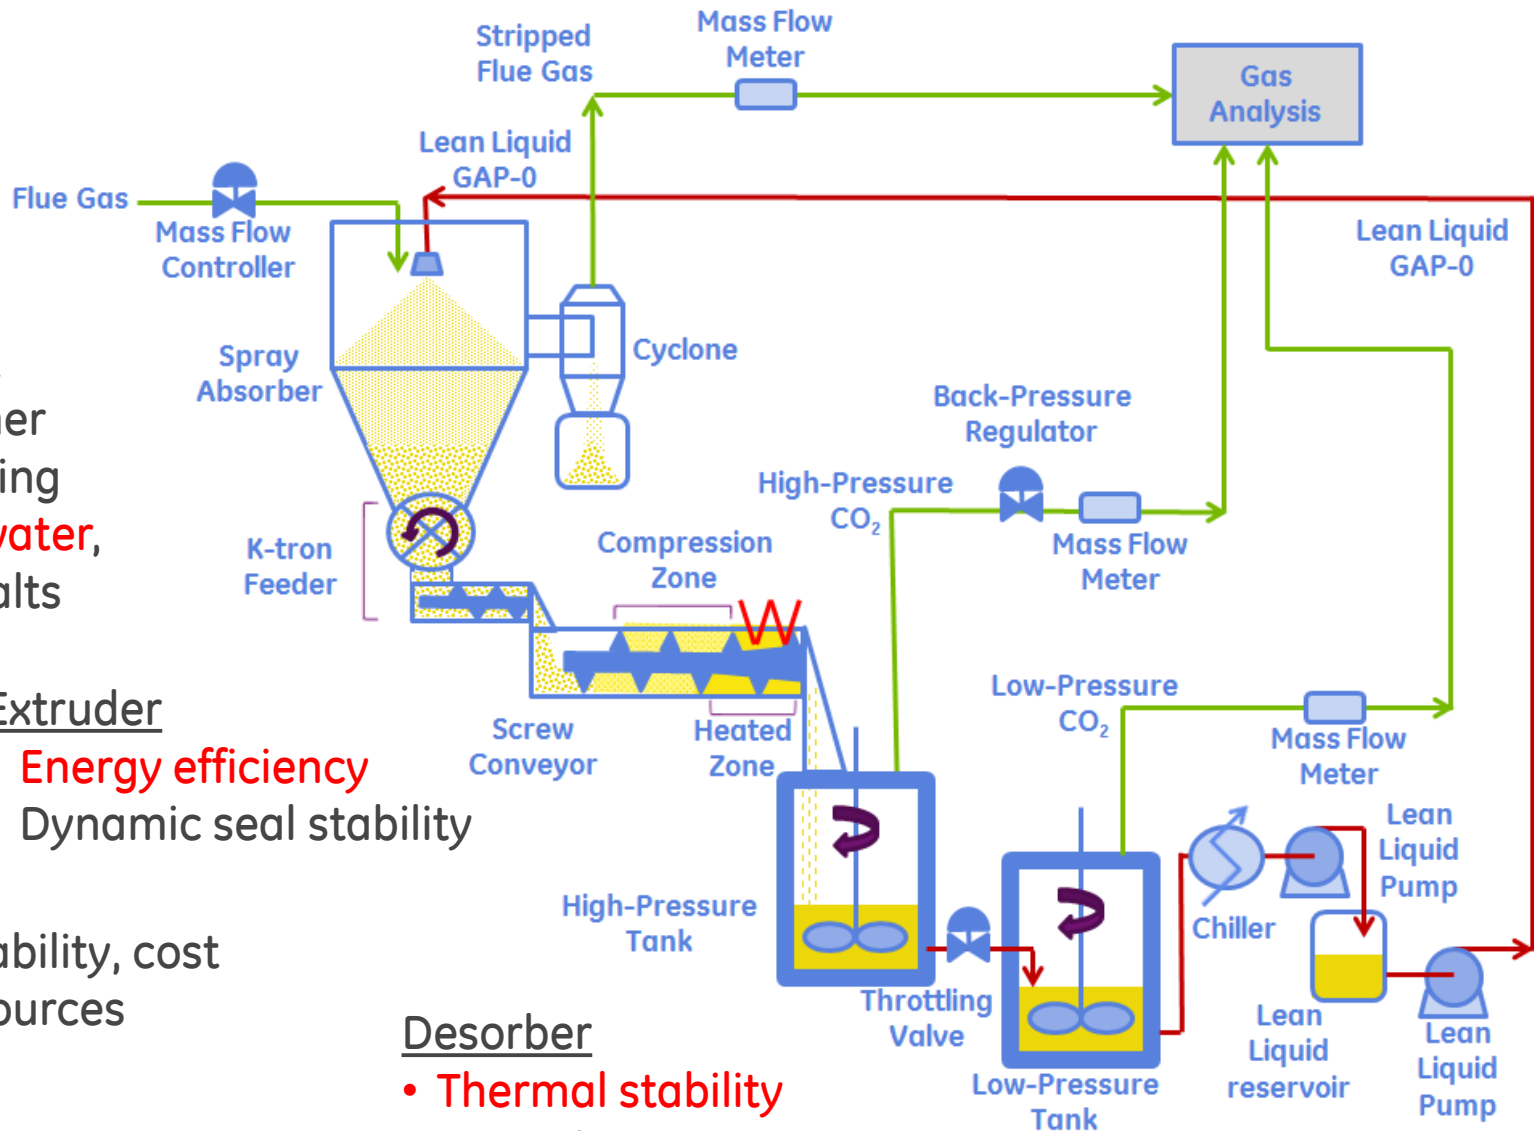 Stripped
Flue Gas
Mass Flow
Meter
Gas
Analysis
Lean Liquid
GAP-0
Flue Gas
Mass Flow
Controller
Lean Liquid
GAP-0
Spray
Absorber
Cyclone
Back-Pressure
Regulator
High-Pressure
CO₂
Mass Flow
Meter
K-tron
Feeder
Compression
Zone
W
Screw
Conveyor
Heated
Zone
Low-Pressure
CO₂
Mass Flow
Meter
ner
ing
water,
alts
Extruder
Energy efficiency
Dynamic seal stability
ability, cost
ources
High-Pressure
Tank
Throttling
Valve
Chiller
Lean
Liquid
Pump
Lean
Liquid
reservoir
Lean
Liquid
Pump
Low-Pressure
Tank
Desorber
• Thermal stability